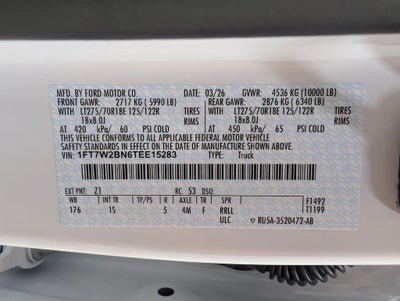 MFD. BY FORD MOTOR CO. 03/26 GVWR: 4536 KG (10000 LB)
FRONT GAWR: 2717 KG ( 5990 LB) REAR GAWR: 2876 KG ( 6340 LB)
WITH LT275/70R18E 125/122R TIRES WITH LT275/70R18E 125/122R TIRES
18x8.0J RIMS 18x8.0J RIMS
AT 420 kPa/ 60 PSI COLD AT 450 kPa/ 65 PSI COLD
THIS VEHICLE CONFORMS TO ALL APPLICABLE FEDERAL MOTOR VEHICLE
SAFETY STANDARDS IN EFFECT ON THE DATE OF MANUFACTURE SHOWN ABOVE.
VIN: 1FT7W2BN6TEE15283 TYPE: Truck
EXT PNT: Z1 RC: 53 DSO:
WB INT TR TP/PS R AXLE TR SPR F1492
176 15 5 4M F RRLL T1199
ULC RU5A-3520472-AB